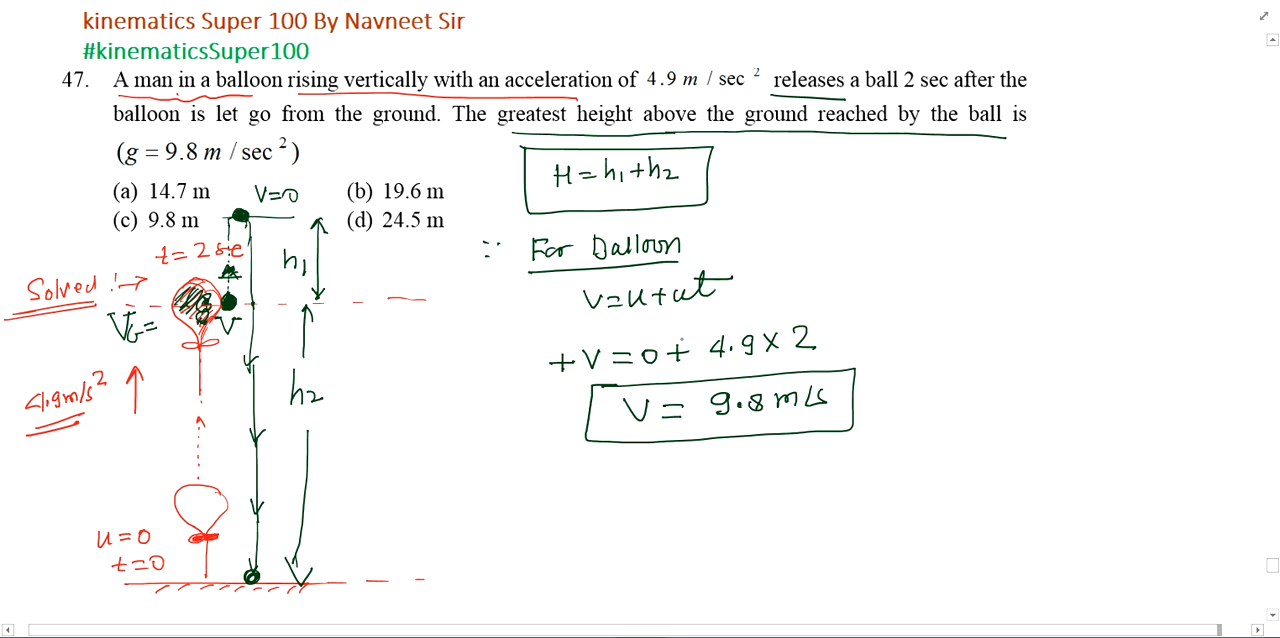 kinematics Super 100 By Navneet Sir
#kinematicsSuper100
47. A man in a balloon rising vertically with an acceleration of 4.9 m / sec ² releases a ball 2 sec after the
balloon is let go from the ground. The greatest height above the ground reached by the ball is
(g = 9.8 m / sec ²)
(a) 14.7 m (b) 19.6 m
(c) 9.8 m (d) 24.5 m
H = h₁ + h₂
V=0
t = 2 sec
h₁
∵ For Balloon
Solved :→
V = u + at
V
+V = 0 + 4.9 × 2
4.9 m/s²
h₂
V = 9.8 m/s
u = 0
t = 0